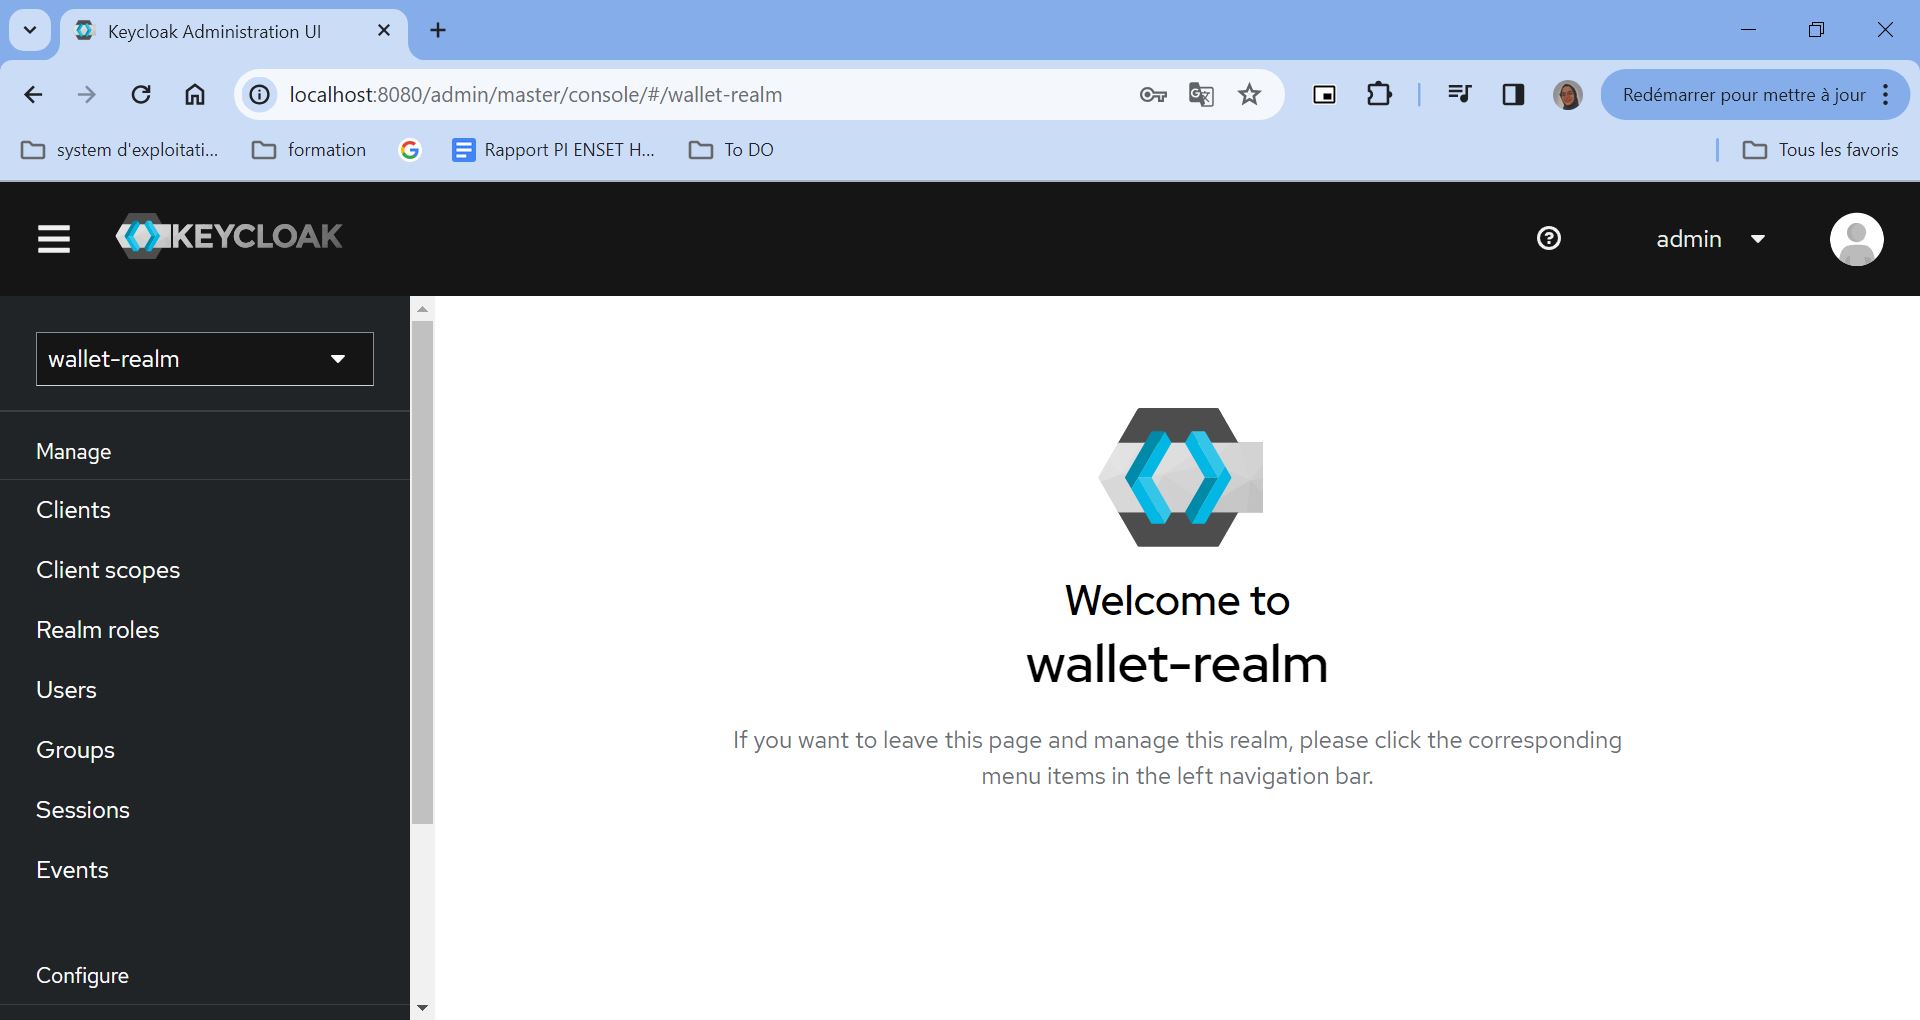 Keycloak Administration UI
localhost:8080/admin/master/console/#/wallet-realm
Redémarrer pour mettre à jour
system d'exploitati...
formation
Rapport PI ENSET H...
To DO
Tous les favoris
KEYCLOAK
admin
wallet-realm
Manage
Clients
Client scopes
Realm roles
Users
Groups
Sessions
Events
Configure
Welcome to
wallet-realm
If you want to leave this page and manage this realm, please click the corresponding
menu items in the left navigation bar.